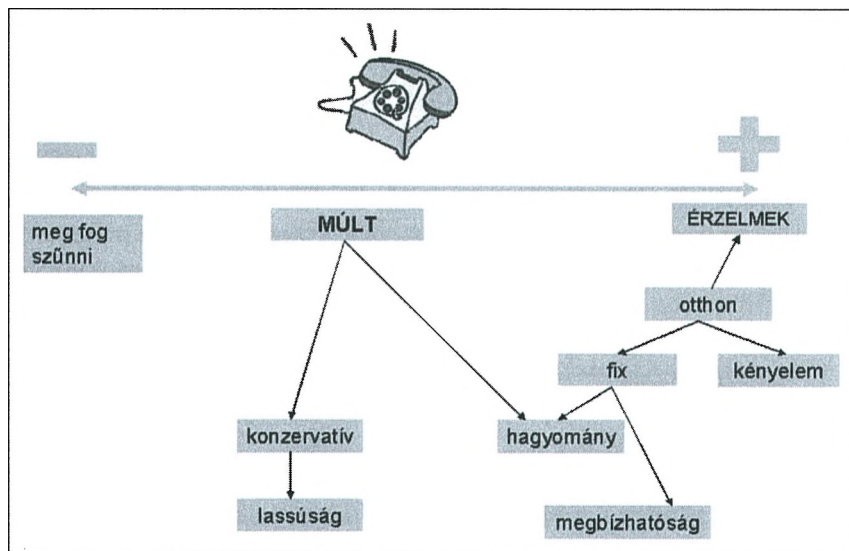 meg fog
szűnni
MÚLT
ÉRZELMEK
otthon
fix
kényelem
konzervatív
hagyomány
lassúság
megbízhatóság